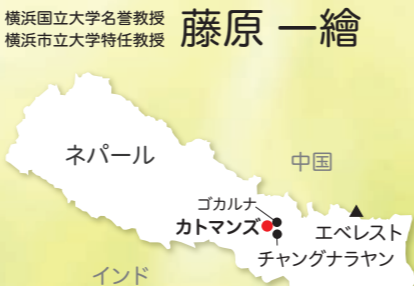 横浜国立大学名誉教授
横浜市立大学特任教授
藤原 一繪
ネパール
中国
ゴカルナ
カトマンズ
エベレスト
チャングナラヤン
インド